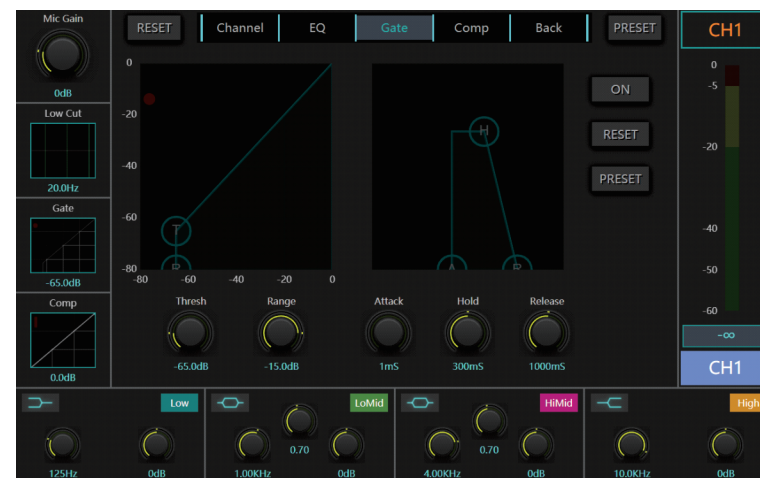 Mic Gain
0dB
Low Cut
20.0Hz
Gate
-65.0dB
Comp
0.0dB
RESET
Channel
EQ
Gate
Comp
Back
PRESET
0
-20
-40
-60
-80
-80 -60 -40 -20 0
T
R
H
A
R
ON
RESET
PRESET
Thresh
-65.0dB
Range
-15.0dB
Attack
1mS
Hold
300mS
Release
1000mS
CH1
0
-5
-20
-40
-50
-60
-∞
CH1
Low
125Hz
0dB
LoMid
0.70
1.00KHz
0dB
HiMid
0.70
4.00KHz
0dB
High
10.0KHz
0dB